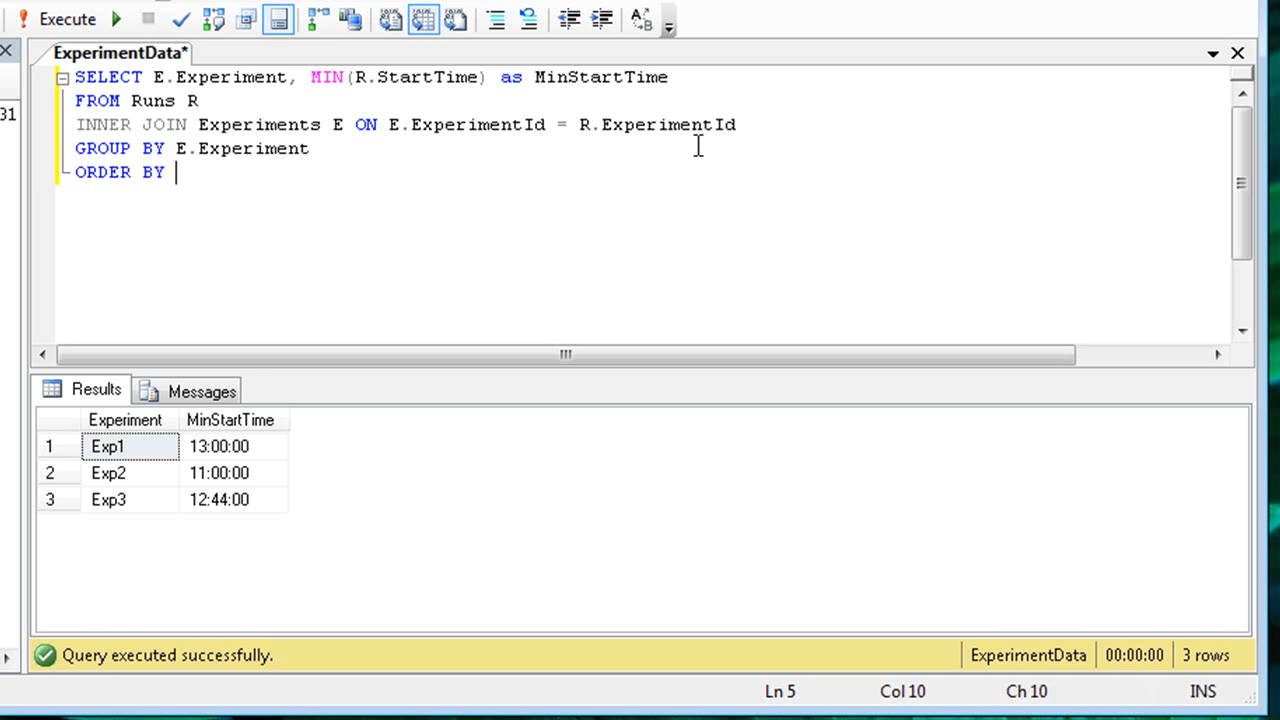 Execute
ExperimentData*
31
SELECT E.Experiment, MIN(R.StartTime) as MinStartTime
FROM Runs R
INNER JOIN Experiments E ON E.ExperimentId = R.ExperimentId
GROUP BY E.Experiment
ORDER BY
Results Messages
Experiment MinStartTime
1 Exp1 13:00:00
2 Exp2 11:00:00
3 Exp3 12:44:00
Query executed successfully. ExperimentData 00:00:00 3 rows
Ln 5 Col 10 Ch 10 INS